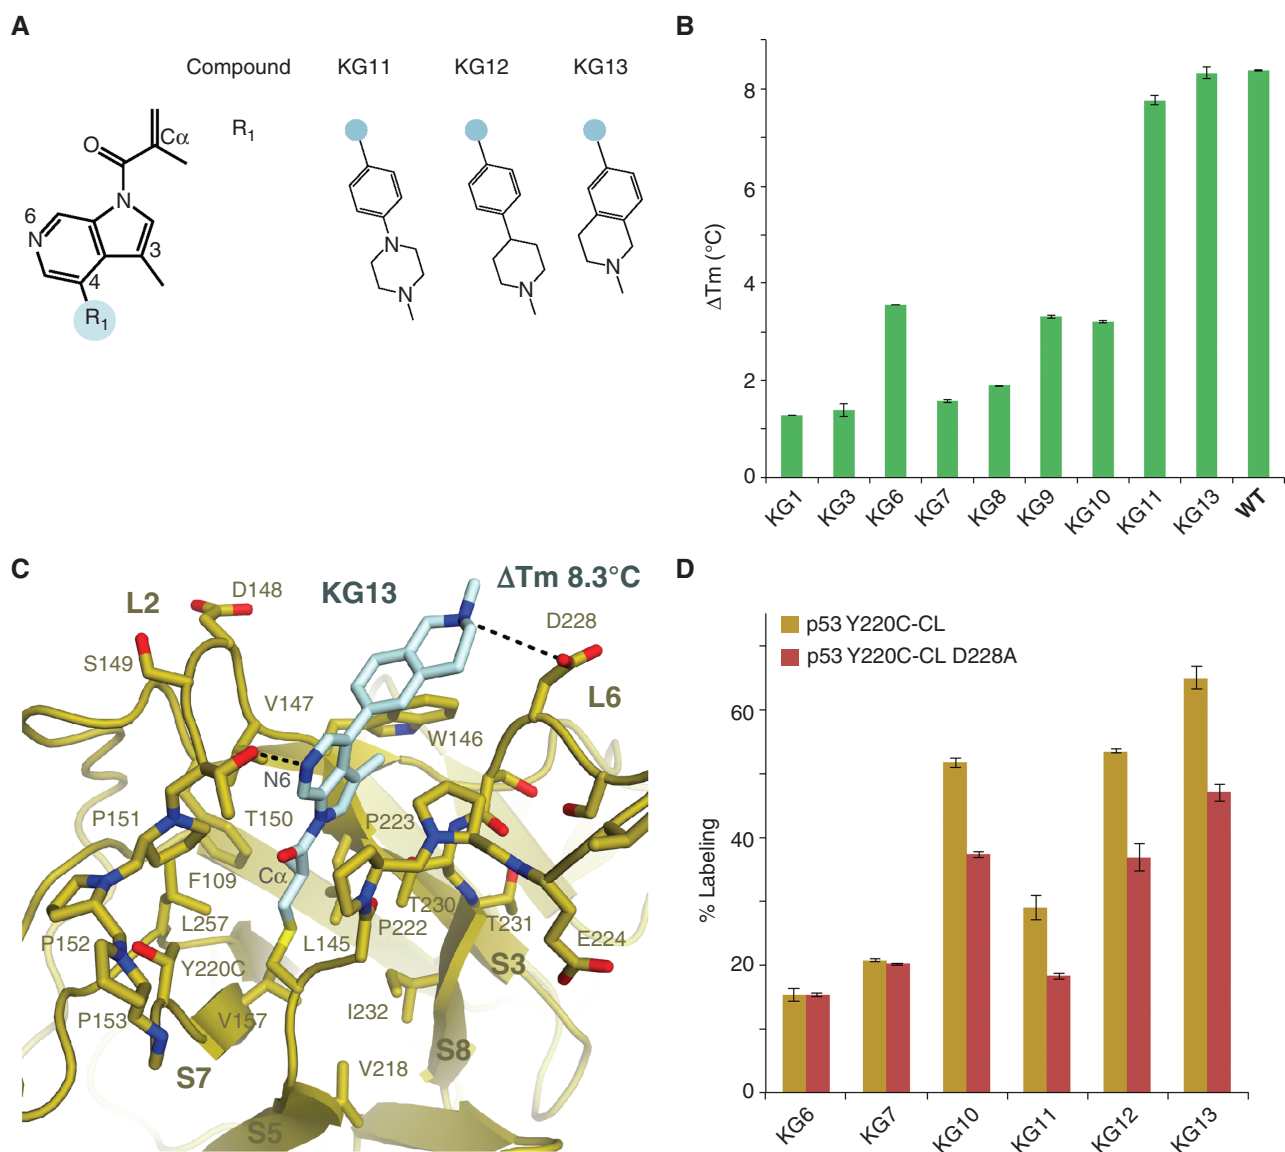 A
Compound KG11 KG12 KG13
R1
O
Cα
N
6
N
3
4
R1
N
N
N
N
B
ΔTm (°C)
8
6
4
2
0
KG1 KG3 KG6 KG7 KG8 KG9 KG10 KG11 KG13 WT
C
KG13
ΔTm 8.3°C
L2
D148
D228
S149
L6
V147
W146
N6
P151
T150
P223
F109
Cα
T230
L257
P222
T231
P152
L145
E224
Y220C
S3
P153
V157
I232
S8
S7
V218
S5
D
p53 Y220C-CL
p53 Y220C-CL D228A
% Labeling
60
40
20
0
KG6 KG7 KG10 KG11 KG12 KG13